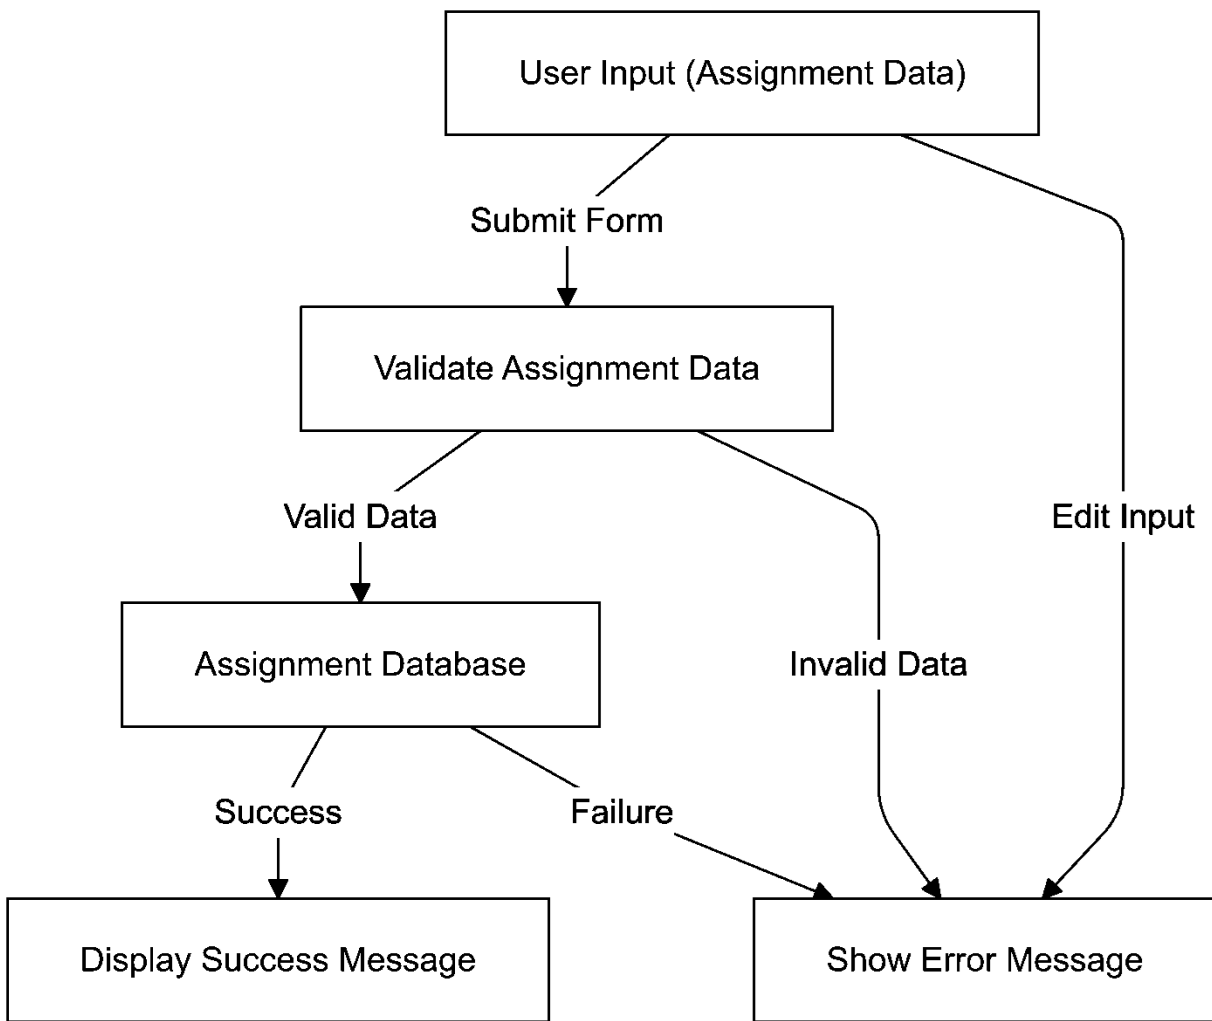 User Input (Assignment Data)
Submit Form
Validate Assignment Data
Valid Data
Edit Input
Assignment Database
Invalid Data
Success
Failure
Display Success Message
Show Error Message